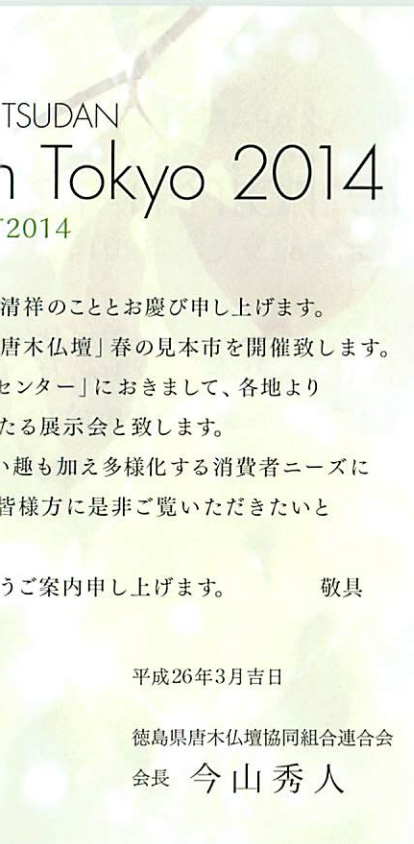 TSUDAN
n Tokyo 2014
2014
清祥のこととお慶び申し上げます。
唐木仏壇」春の見本市を開催致します。
センター」におきまして、各地より
たる展示会と致します。
い趣も加え多様化する消費者ニーズに
皆様方に是非ご覧いただきたいと
うご案内申し上げます。 敬具
平成26年3月吉日
徳島県唐木仏壇協同組合連合会
会長 今山秀人